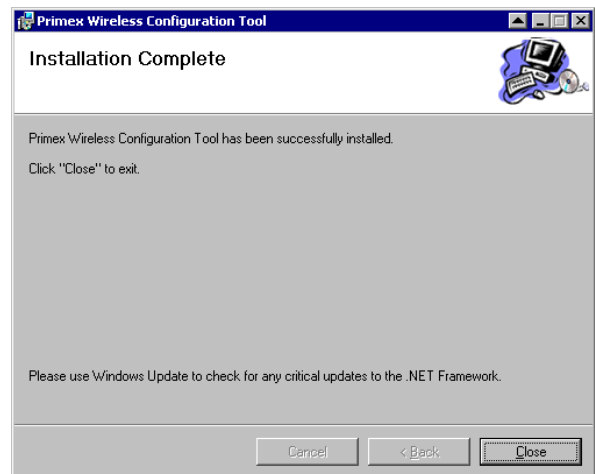 Primex Wireless Configuration Tool
Installation Complete
Primex Wireless Configuration Tool has been successfully installed.
Click "Close" to exit.
Please use Windows Update to check for any critical updates to the .NET Framework.
Cancel
< Back
Close